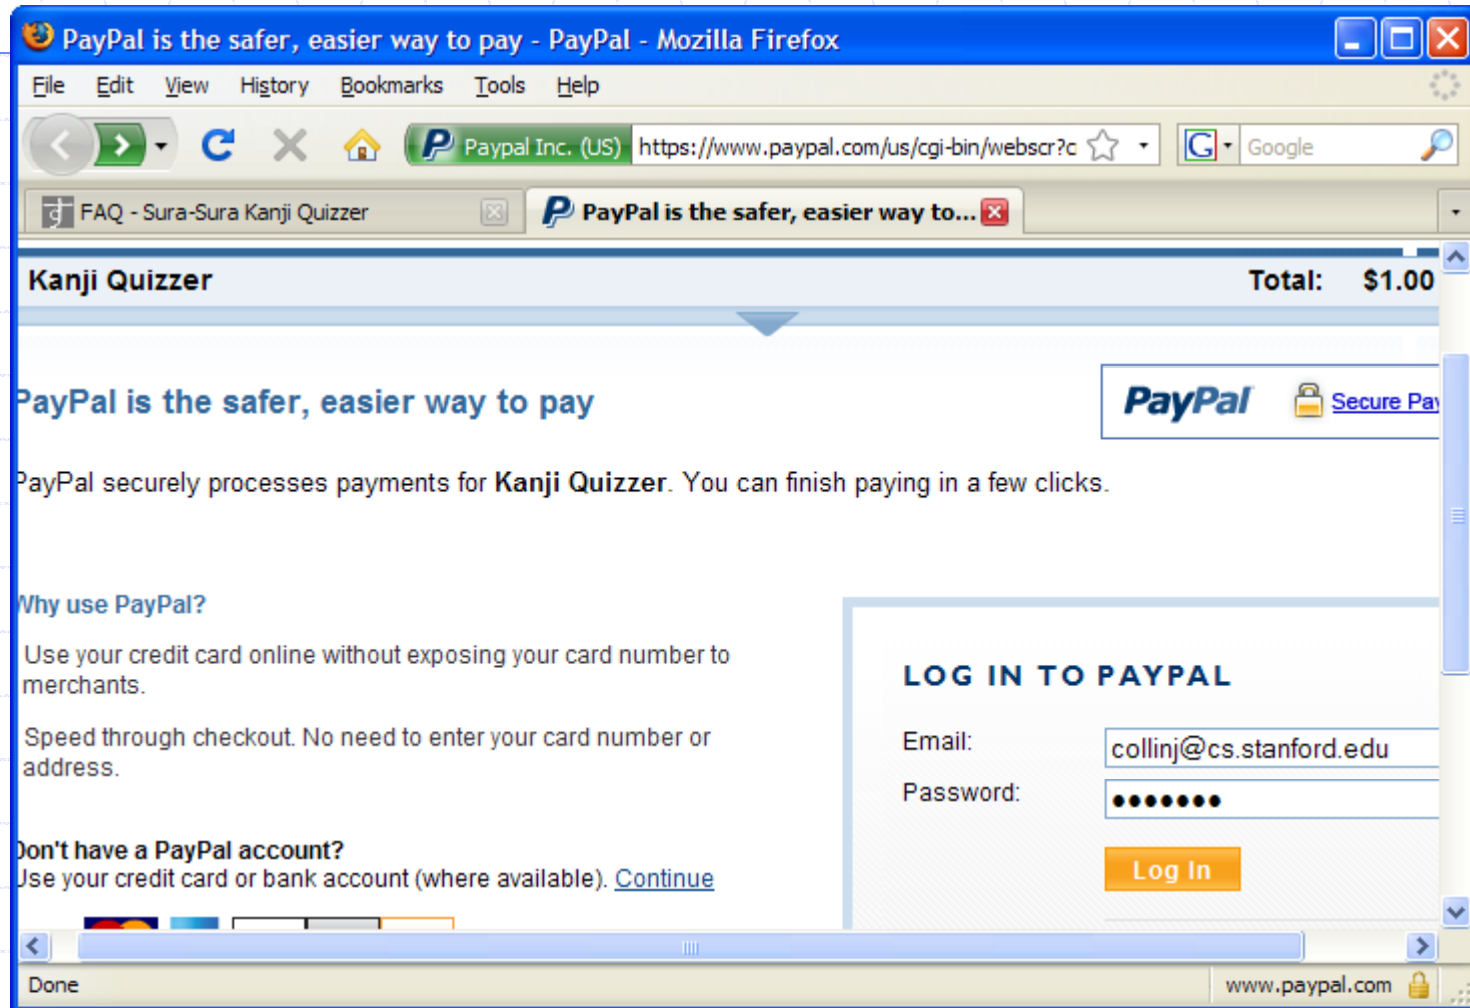 PayPal is the safer, easier way to pay - PayPal - Mozilla Firefox
File Edit View History Bookmarks Tools Help
Paypal Inc. (US) https://www.paypal.com/us/cgi-bin/webscr?c Google
FAQ - Sura-Sura Kanji Quizzer PayPal is the safer, easier way to...
Kanji Quizzer Total: $1.00
PayPal is the safer, easier way to pay
PayPal Secure Pay
PayPal securely processes payments for Kanji Quizzer. You can finish paying in a few clicks.
Why use PayPal?
Use your credit card online without exposing your card number to
merchants.
LOG IN TO PAYPAL
Speed through checkout. No need to enter your card number or
address.
Email: collinj@cs.stanford.edu
Password: •••••••
Don't have a PayPal account?
Use your credit card or bank account (where available). Continue
Log In
Done www.paypal.com